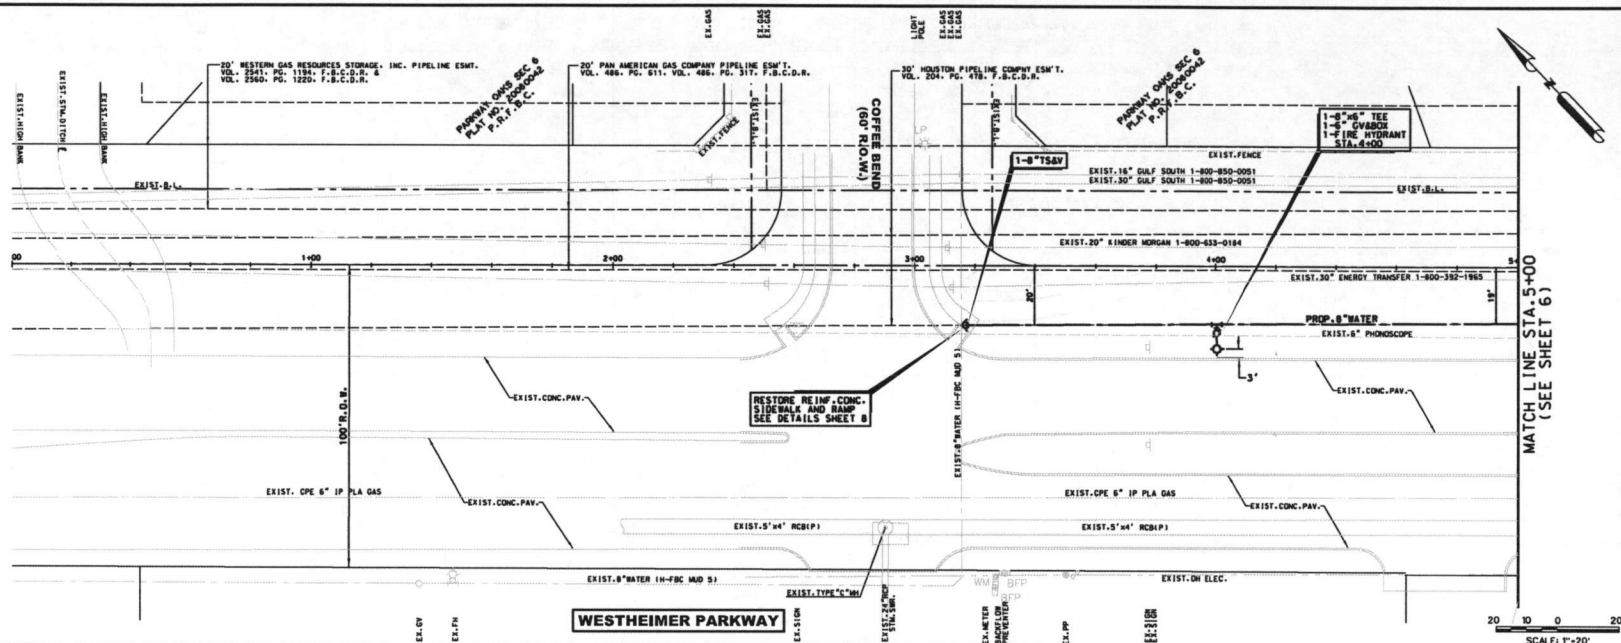 EX.GAS
EX.GAS
EX.GAS
LIGHT
POLE
EX.GAS
EX.GAS
EX.GAS
EXIST.HIGH BANK
EXIST.STM.DITCH
EXIST.HIGH BANK
20' WESTERN GAS RESOURCES STORAGE. INC. PIPELINE ESMT.
VOL. 2541. PG. 1194. F.B.C.D.R. &
VOL. 2560. PG. 1220. F.B.C.D.R.
PARKWAY OAKS SEC 6
PLAT NO. 20060042
P.R.F.B.C.
20' PAN AMERICAN GAS COMPANY PIPELINE ESM'T.
VOL. 486. PG. 611. VOL. 486. PG. 317. F.B.C.D.R.
EXIST.FENCE
COFFEE BEND
(60' R.O.W.)
30' HOUSTON PIPELINE COMPNY ESM'T.
VOL. 204. PG. 478. F.B.C.D.R.
LP
PARKWAY OAKS SEC 6
PLAT NO. 20060042
P.R.F.B.C.
1-8"x6" TEE
1-6" GV&BOX
1-FIRE HYDRANT
STA.4+00
N
1-8"TS&V
EXIST.FENCE
EXIST.16" GULF SOUTH 1-800-850-0051
EXIST.30" GULF SOUTH 1-800-850-0051
EXIST.B.L.
EXIST.B.L.
EXIST.20" KINDER MORGAN 1-800-633-0184
00
1+00
2+00
3+00
4+00
5+
EXIST.30" ENERGY TRANSFER 1-800-392-1965
20'
19'
PROP.8"WATER
EXIST.6" PHONOSCOPE
3'
MATCH LINE STA.5+00
(SEE SHEET 6)
EXIST.CONC.PAV.
EXIST.CONC.PAV.
RESTORE REINF.CONC.
SIDEWALK AND RAMP
SEE DETAILS SHEET 8
100'R.O.W.
EXIST.8"WATER (H-FBC MUD 5)
EXIST. CPE 6" IP PLA GAS
EXIST.CONC.PAV.
EXIST. CPE 6" IP PLA GAS
EXIST.CONC.PAV.
EXIST.5'x4' RCB(P)
EXIST.5'x4' RCB(P)
EXIST.8"WATER (H-FBC MUD 5)
EXIST.TYPE"C"MH
WM
BFP
BFP
EXIST.OH ELEC.
EX.GV
EX.FH
WESTHEIMER PARKWAY
EX.SIGN
EXIST.24"RCP
STM.SWR.
EX.METER
BACKFLOW
PREVENTER
EX.PP
EX.SIGN
EX.SIGN
20
0
20
SCALE: 1"=20'